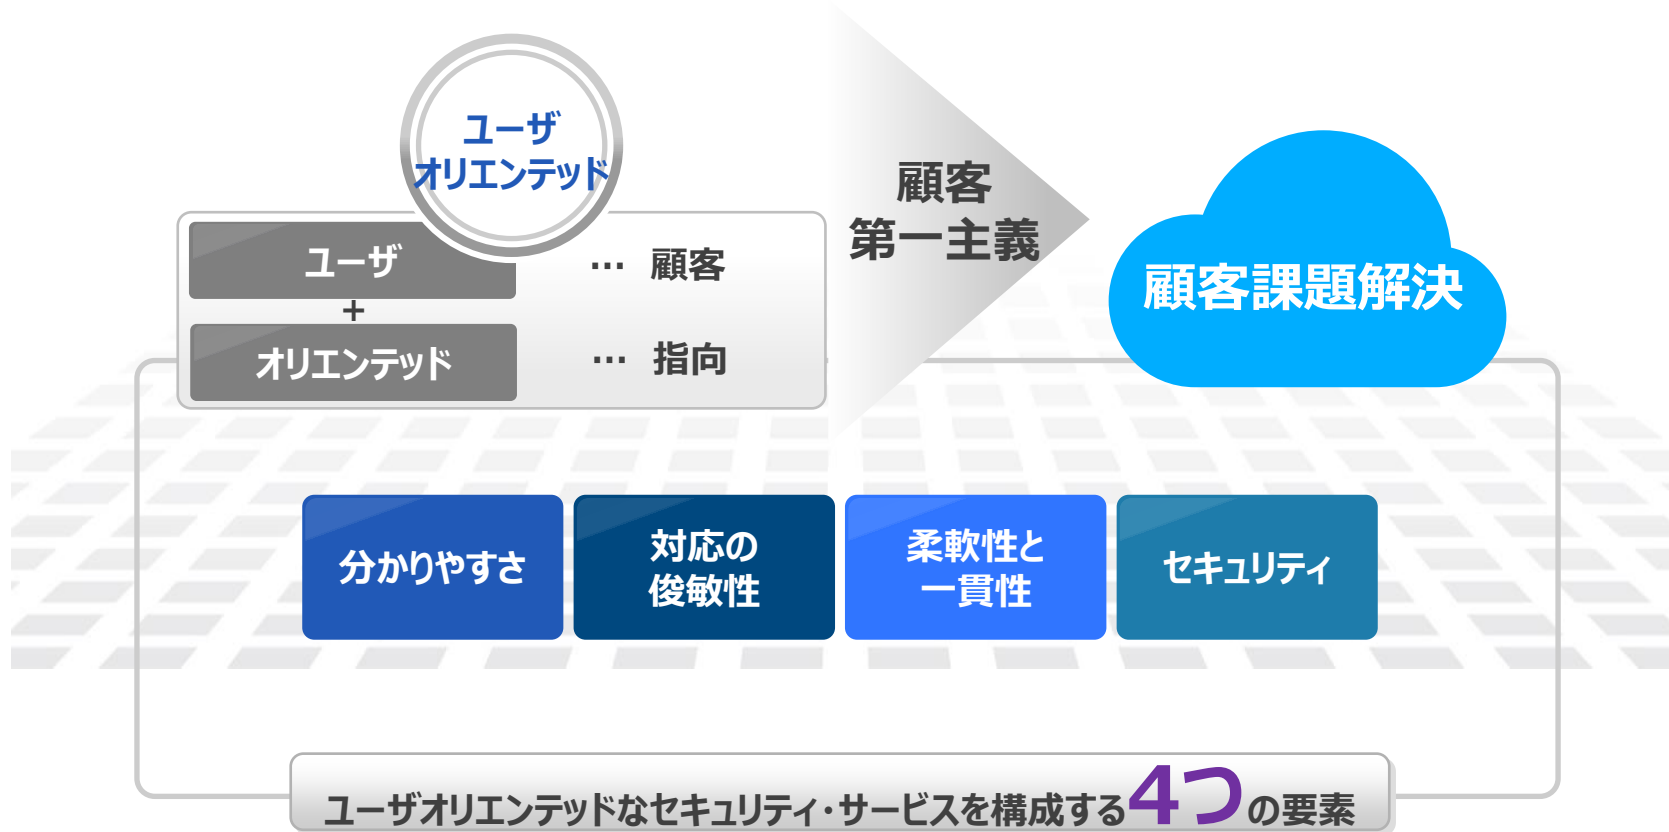 ユーザ
オリエンテッド
ユーザ
… 顧客
+
オリエンテッド
… 指向
顧客
第一主義
顧客課題解決
分かりやすさ
対応の
俊敏性
柔軟性と
一貫性
セキュリティ
ユーザオリエンテッドなセキュリティ・サービスを構成する4つの要素